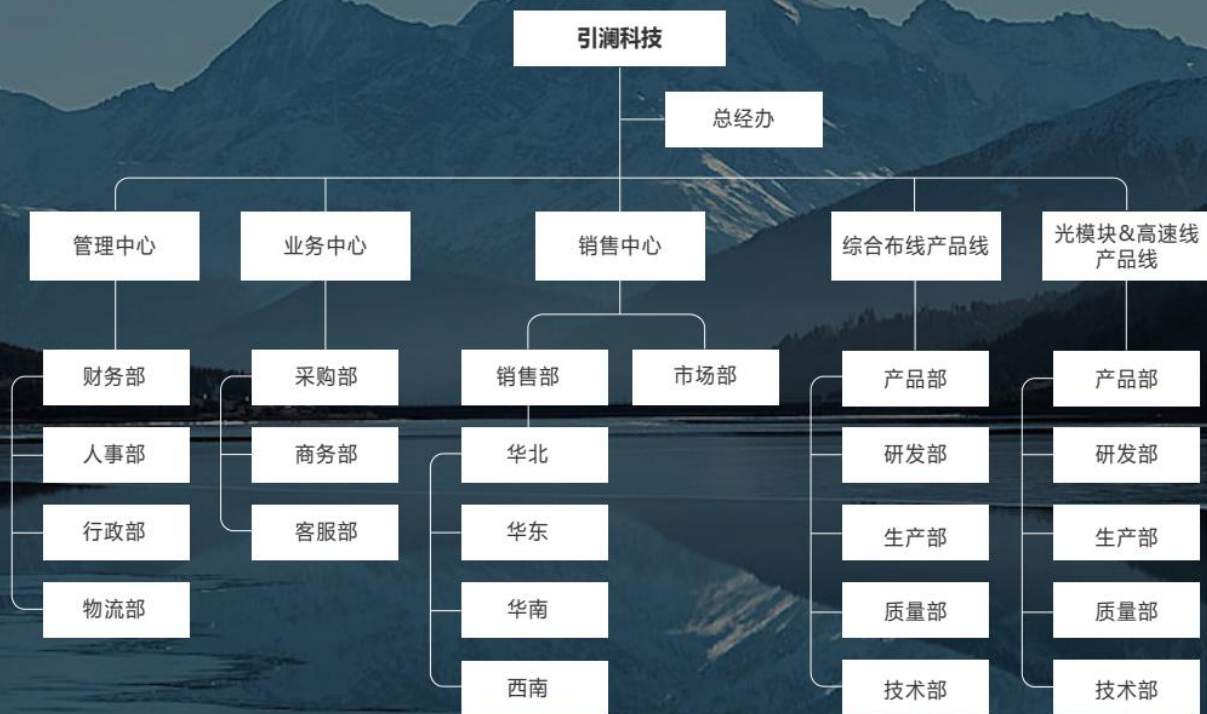 引澜科技
总经办
管理中心
业务中心
销售中心
综合布线产品线
光模块&高速线
产品线
财务部
人事部
行政部
物流部
采购部
商务部
客服部
销售部
市场部
华北
华东
华南
西南
产品部
研发部
生产部
质量部
技术部
产品部
研发部
生产部
质量部
技术部